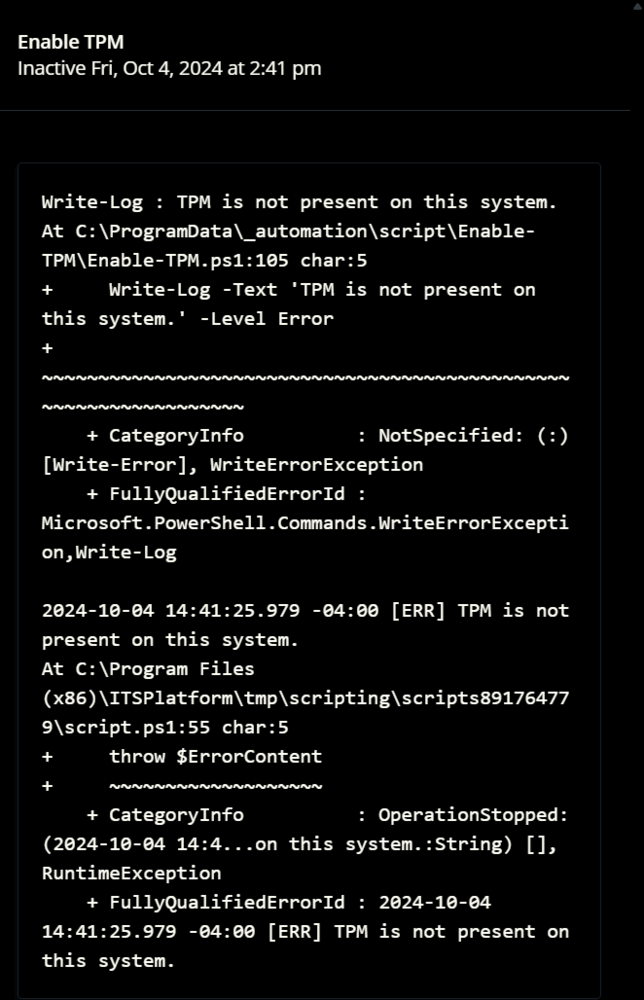 Enable TPM
Inactive Fri, Oct 4, 2024 at 2:41 pm
Write-Log : TPM is not present on this system.
At C:\ProgramData\_automation\script\Enable-
TPM\Enable-TPM.ps1:105 char:5
+     Write-Log -Text 'TPM is not present on
this system.' -Level Error
+
~~~~~~~~~~~~~~~~~~~~~~~~~~~~~~~~~~~~~~~~~~~~~~~
~~~~~~~~~~~~~~~~~~
    + CategoryInfo          : NotSpecified: (:)
[Write-Error], WriteErrorException
    + FullyQualifiedErrorId :
Microsoft.PowerShell.Commands.WriteErrorExcepti
on,Write-Log
2024-10-04 14:41:25.979 -04:00 [ERR] TPM is not
present on this system.
At C:\Program Files
(x86)\ITSPlatform\tmp\scripting\scripts89176477
9\script.ps1:55 char:5
+     throw $ErrorContent
+     ~~~~~~~~~~~~~~~~~~~
    + CategoryInfo          : OperationStopped:
(2024-10-04 14:4...on this system.:String) [],
RuntimeException
    + FullyQualifiedErrorId : 2024-10-04
14:41:25.979 -04:00 [ERR] TPM is not present on
this system.